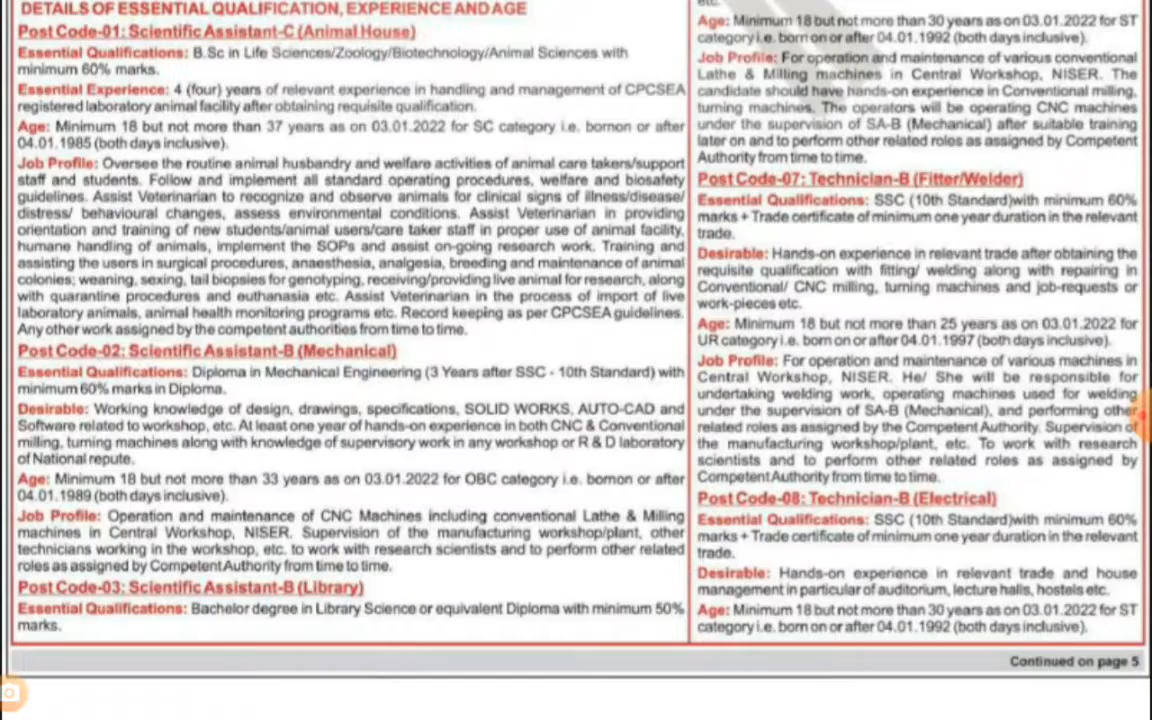 DETAILS OF ESSENTIAL QUALIFICATION, EXPERIENCE AND AGE
Post Code-01: Scientific Assistant-C (Animal House)
Essential Qualifications: B.Sc in Life Sciences/Zoology/Biotechnology/Animal Sciences with
minimum 60% marks.
Essential Experience: 4 (four) years of relevant experience in handling and management of CPCSEA
registered laboratory animal facility after obtaining requisite qualification.
Age: Minimum 18 but not more than 37 years as on 03.01.2022 for SC category i.e. bornon or after
04.01.1985 (both days inclusive).
Job Profile: Oversee the routine animal husbandry and welfare activities of animal care takers/support
staff and students. Follow and implement all standard operating procedures, welfare and biosafety
guidelines. Assist Veterinarian to recognize and observe animals for clinical signs of illness/disease/
distress/ behavioural changes, assess environmental conditions. Assist Veterinarian in providing
orientation and training of new students/animal users/care taker staff in proper use of animal facility,
humane handling of animals, implement the SOPs and assist on-going research work. Training and
assisting the users in surgical procedures, anaesthesia, analgesia, breeding and maintenance of animal
colonies; weaning, sexing, tail biopsies for genotyping, receiving/providing live animal for research, along
with quarantine procedures and euthanasia etc. Assist Veterinarian in the process of import of live
laboratory animals, animal health monitoring programs etc. Record keeping as per CPCSEA guidelines.
Any other work assigned by the competent authorities from time to time.
Post Code-02: Scientific Assistant-B (Mechanical)
Essential Qualifications: Diploma in Mechanical Engineering (3 Years after SSC - 10th Standard) with
minimum 60% marks in Diploma.
Desirable: Working knowledge of design, drawings, specifications, SOLID WORKS, AUTO-CAD and
Software related to workshop, etc. At least one year of hands-on experience in both CNC & Conventional
milling, turning machines along with knowledge of supervisory work in any workshop or R & D laboratory
of National repute.
Age: Minimum 18 but not more than 33 years as on 03.01.2022 for OBC category i.e. bornon or after
04.01.1989 (both days inclusive).
Job Profile: Operation and maintenance of CNC Machines including conventional Lathe & Milling
machines in Central Workshop, NISER. Supervision of the manufacturing workshop/plant, other
technicians working in the workshop, etc. to work with research scientists and to perform other related
roles as assigned by Competent Authority from time to time.
Post Code-03: Scientific Assistant-B (Library)
Essential Qualifications: Bachelor degree in Library Science or equivalent Diploma with minimum 50%
marks.
etc.
Age: Minimum 18 but not more than 30 years as on 03.01.2022 for ST
category i.e. born on or after 04.01.1992 (both days inclusive).
Job Profile: For operation and maintenance of various conventional
Lathe & Milling machines in Central Workshop, NISER. The
candidate should have hands-on experience in Conventional milling,
turning machines. The operators will be operating CNC machines
under the supervision of SA-B (Mechanical) after suitable training
later on and to perform other related roles as assigned by Competent
Authority from time to time.
Post Code-07: Technician-B (Fitter/Welder)
Essential Qualifications: SSC (10th Standard)with minimum 60%
marks + Trade certificate of minimum one year duration in the relevant
trade.
Desirable: Hands-on experience in relevant trade after obtaining the
requisite qualification with fitting/ welding along with repairing in
Conventional/ CNC milling, turning machines and job-requests or
work-pieces etc.
Age: Minimum 18 but not more than 25 years as on 03.01.2022 for
UR category i.e. born on or after 04.01.1997 (both days inclusive).
Job Profile: For operation and maintenance of various machines in
Central Workshop, NISER. He/ She will be responsible for
undertaking welding work, operating machines used for welding
under the supervision of SA-B (Mechanical), and performing other
related roles as assigned by the Competent Authority. Supervision of
the manufacturing workshop/plant, etc. To work with research
scientists and to perform other related roles as assigned by
Competent Authority from time to time.
Post Code-08: Technician-B (Electrical)
Essential Qualifications: SSC (10th Standard)with minimum 60%
marks + Trade certificate of minimum one year duration in the relevant
trade.
Desirable: Hands-on experience in relevant trade and house
management in particular of auditorium, lecture halls, hostels etc.
Age: Minimum 18 but not more than 30 years as on 03.01.2022 for ST
category i.e. born on or after 04.01.1992 (both days inclusive).
Continued on page 5